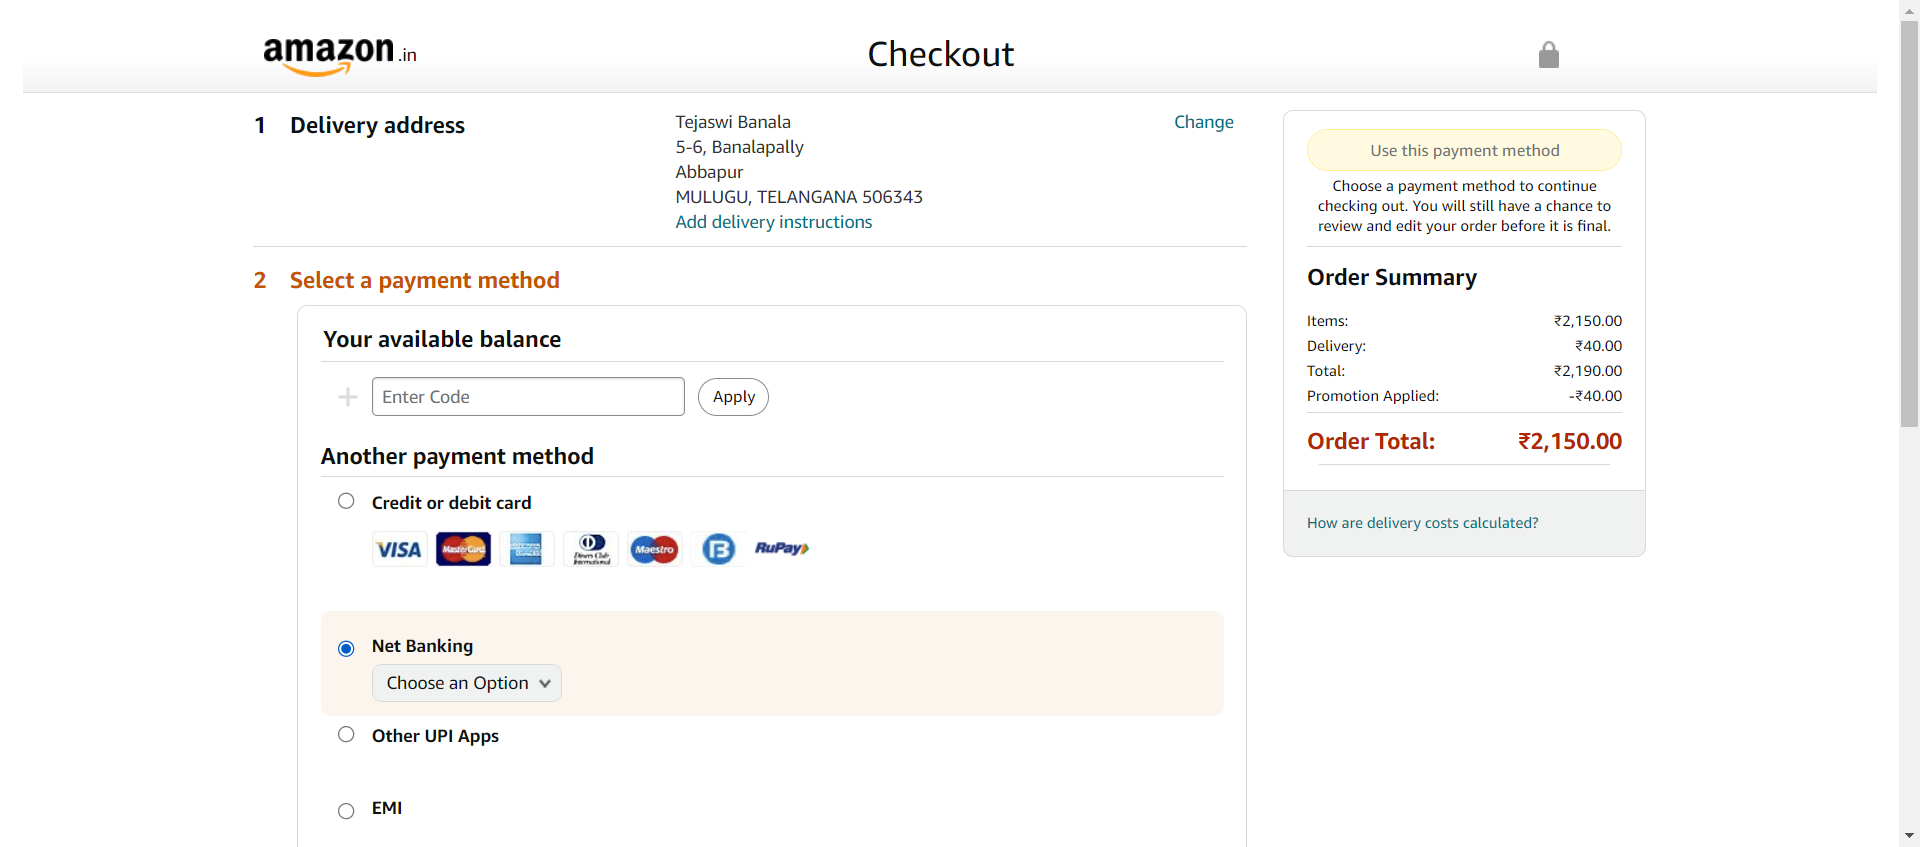 amazon.in
Checkout
1 Delivery address
Tejaswi Banala
5-6, Banalapally
Abbapur
MULUGU, TELANGANA 506343
Add delivery instructions
Change
2 Select a payment method
Your available balance
Enter Code
Apply
Another payment method
Credit or debit card
VISA MasterCard Diners Club International Maestro B RuPay
Net Banking
Choose an Option
Other UPI Apps
EMI
Use this payment method
Choose a payment method to continue
checking out. You will still have a chance to
review and edit your order before it is final.
Order Summary
Items: ₹2,150.00
Delivery: ₹40.00
Total: ₹2,190.00
Promotion Applied: -₹40.00
Order Total: ₹2,150.00
How are delivery costs calculated?